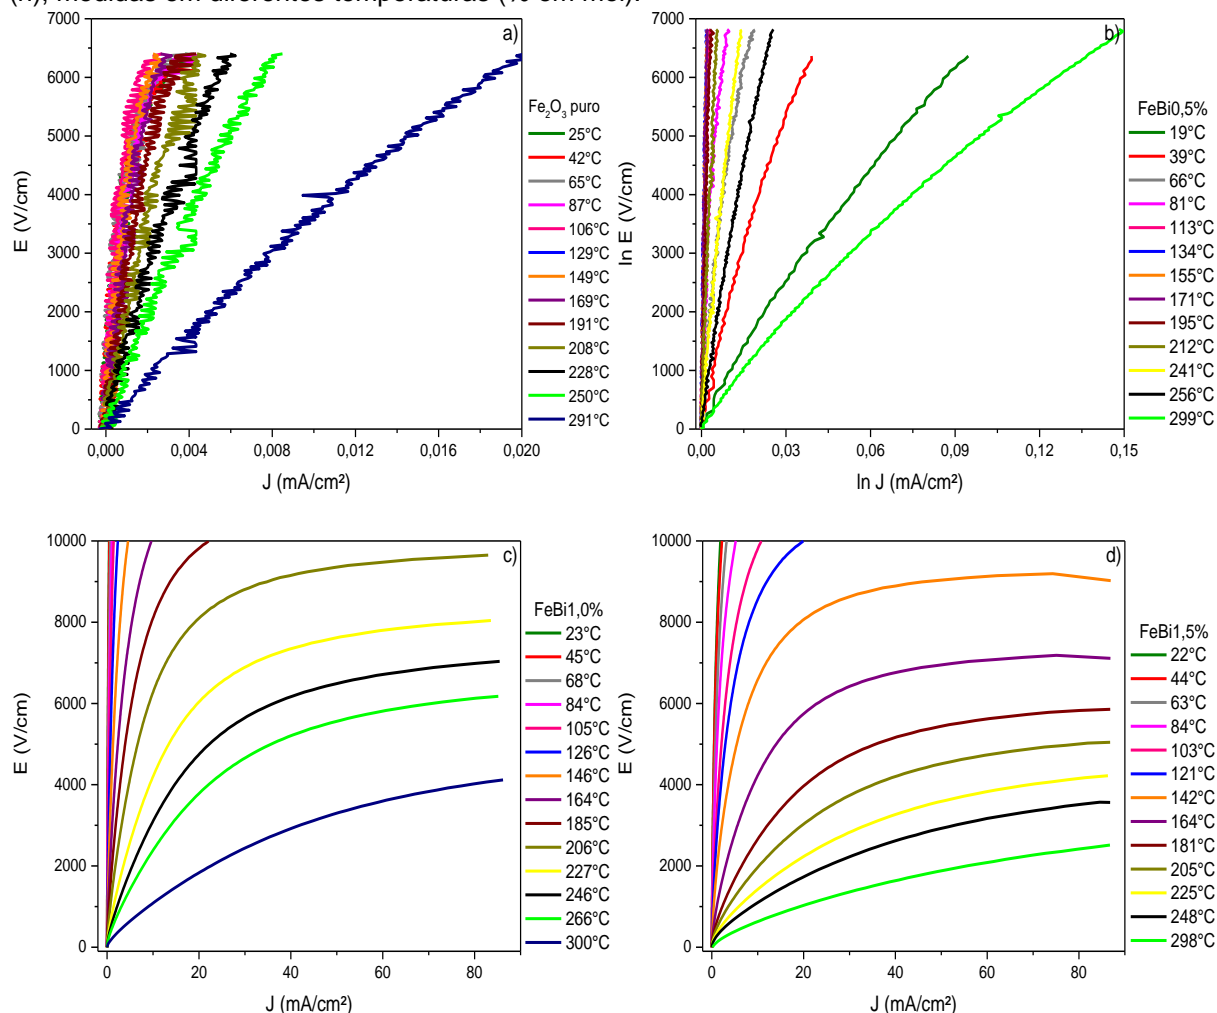 (n), medidas em diferentes temperaturas (% em mol).
a)
7000
6000
5000
4000
3000
2000
1000
0
E (V/cm)
0,000 0,004 0,008 0,012 0,016 0,020
J (mA/cm²)
Fe2O3 puro
25°C
42°C
65°C
87°C
106°C
129°C
149°C
169°C
191°C
208°C
228°C
250°C
291°C
b)
7000
6000
5000
4000
3000
2000
1000
0
ln E (V/cm)
0,00 0,03 0,06 0,09 0,12 0,15
ln J (mA/cm²)
FeBi0,5%
19°C
39°C
66°C
81°C
113°C
134°C
155°C
171°C
195°C
212°C
241°C
256°C
299°C
c)
10000
8000
6000
4000
2000
0
E (V/cm)
0 20 40 60 80
J (mA/cm²)
FeBi1,0%
23°C
45°C
68°C
84°C
105°C
126°C
146°C
164°C
185°C
206°C
227°C
246°C
266°C
300°C
d)
10000
8000
6000
4000
2000
0
E (V/cm)
0 20 40 60 80
J (mA/cm²)
FeBi1,5%
22°C
44°C
63°C
84°C
103°C
121°C
142°C
164°C
181°C
205°C
225°C
248°C
298°C